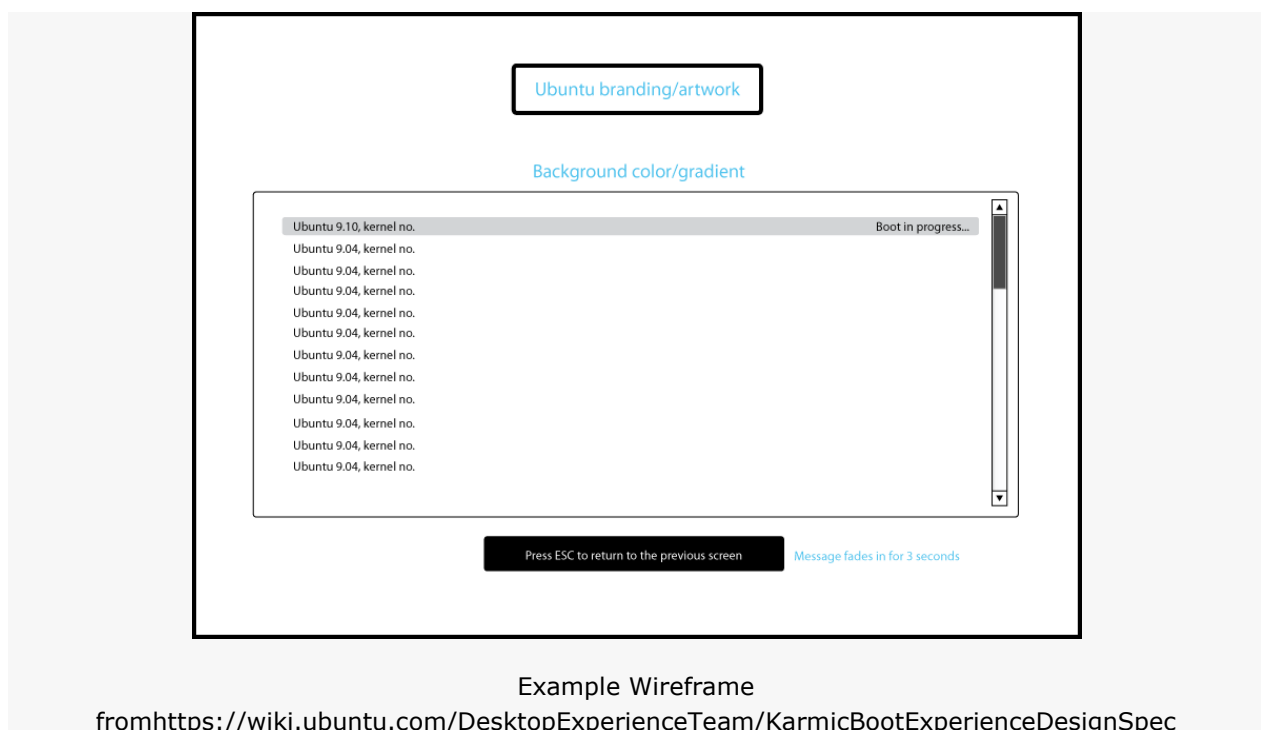 Ubuntu branding/artwork
Background color/gradient
Ubuntu 9.10, kernel no. Boot in progress...
Ubuntu 9.04, kernel no.
Ubuntu 9.04, kernel no.
Ubuntu 9.04, kernel no.
Ubuntu 9.04, kernel no.
Ubuntu 9.04, kernel no.
Ubuntu 9.04, kernel no.
Ubuntu 9.04, kernel no.
Ubuntu 9.04, kernel no.
Ubuntu 9.04, kernel no.
Ubuntu 9.04, kernel no.
Ubuntu 9.04, kernel no.
Press ESC to return to the previous screen Message fades in for 3 seconds
Example Wireframe
fromhttps://wiki.ubuntu.com/DesktopExperienceTeam/KarmicBootExperienceDesignSpec